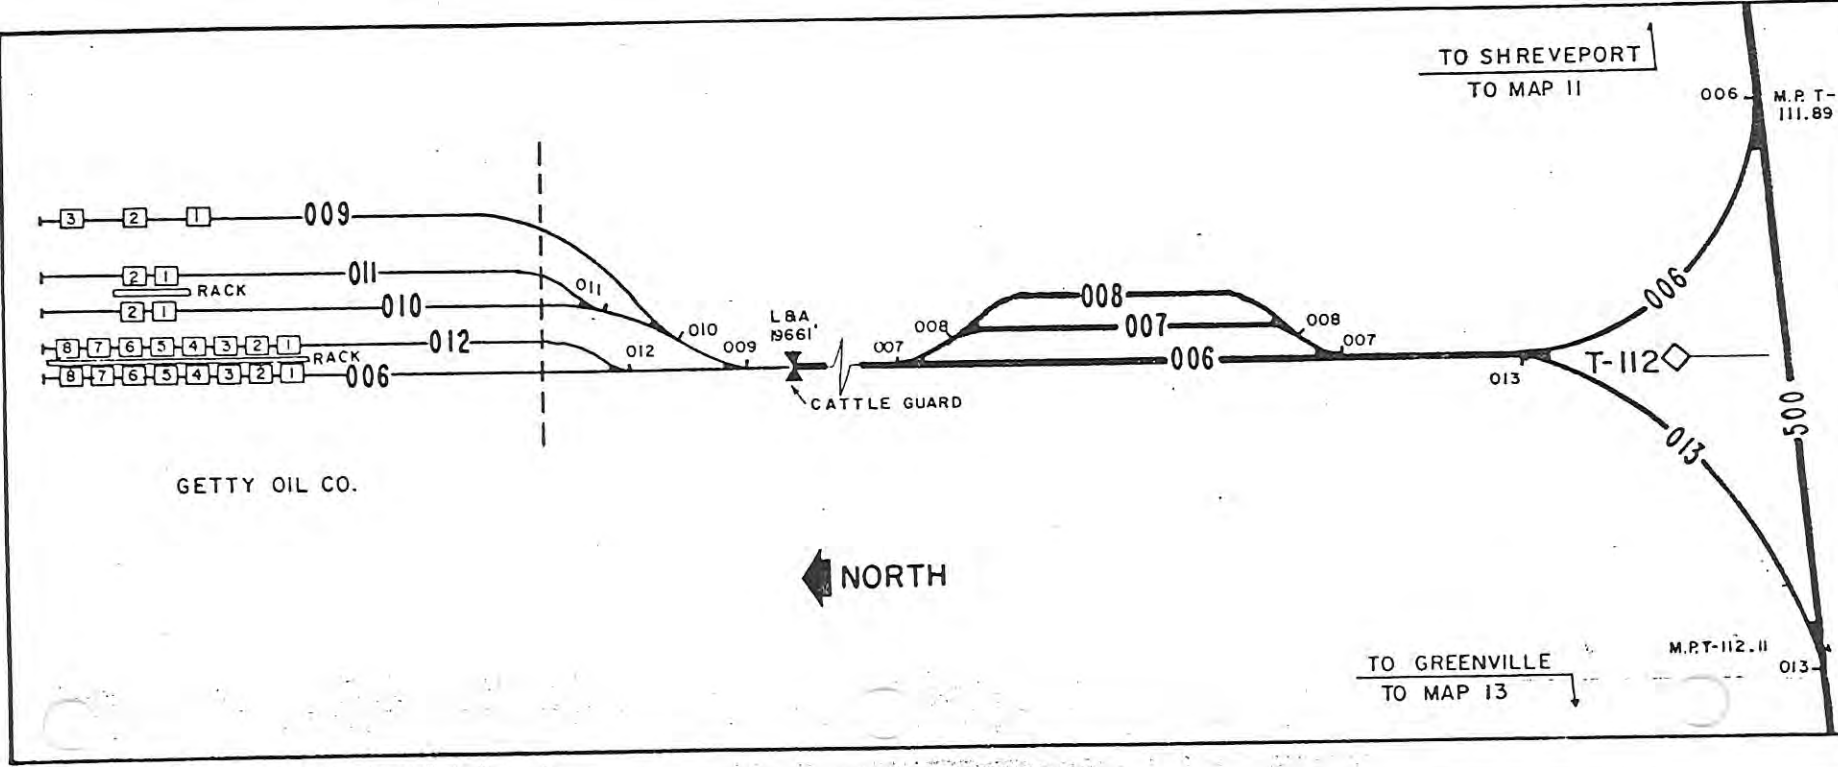 TO SHREVEPORT
TO MAP 11
006
M.P. T-
111.89
3 2 1 009
2 1 011
RACK
2 1 010
8 7 6 5 4 3 2 1 012
RACK
8 7 6 5 4 3 2 1 006
011
010
012
009
L&A
19661'
CATTLE GUARD
007
008
008
007
006
008
007
013
006
T-112
013
500
GETTY OIL CO.
NORTH
TO GREENVILLE
TO MAP 13
M.P.T-112.11
013